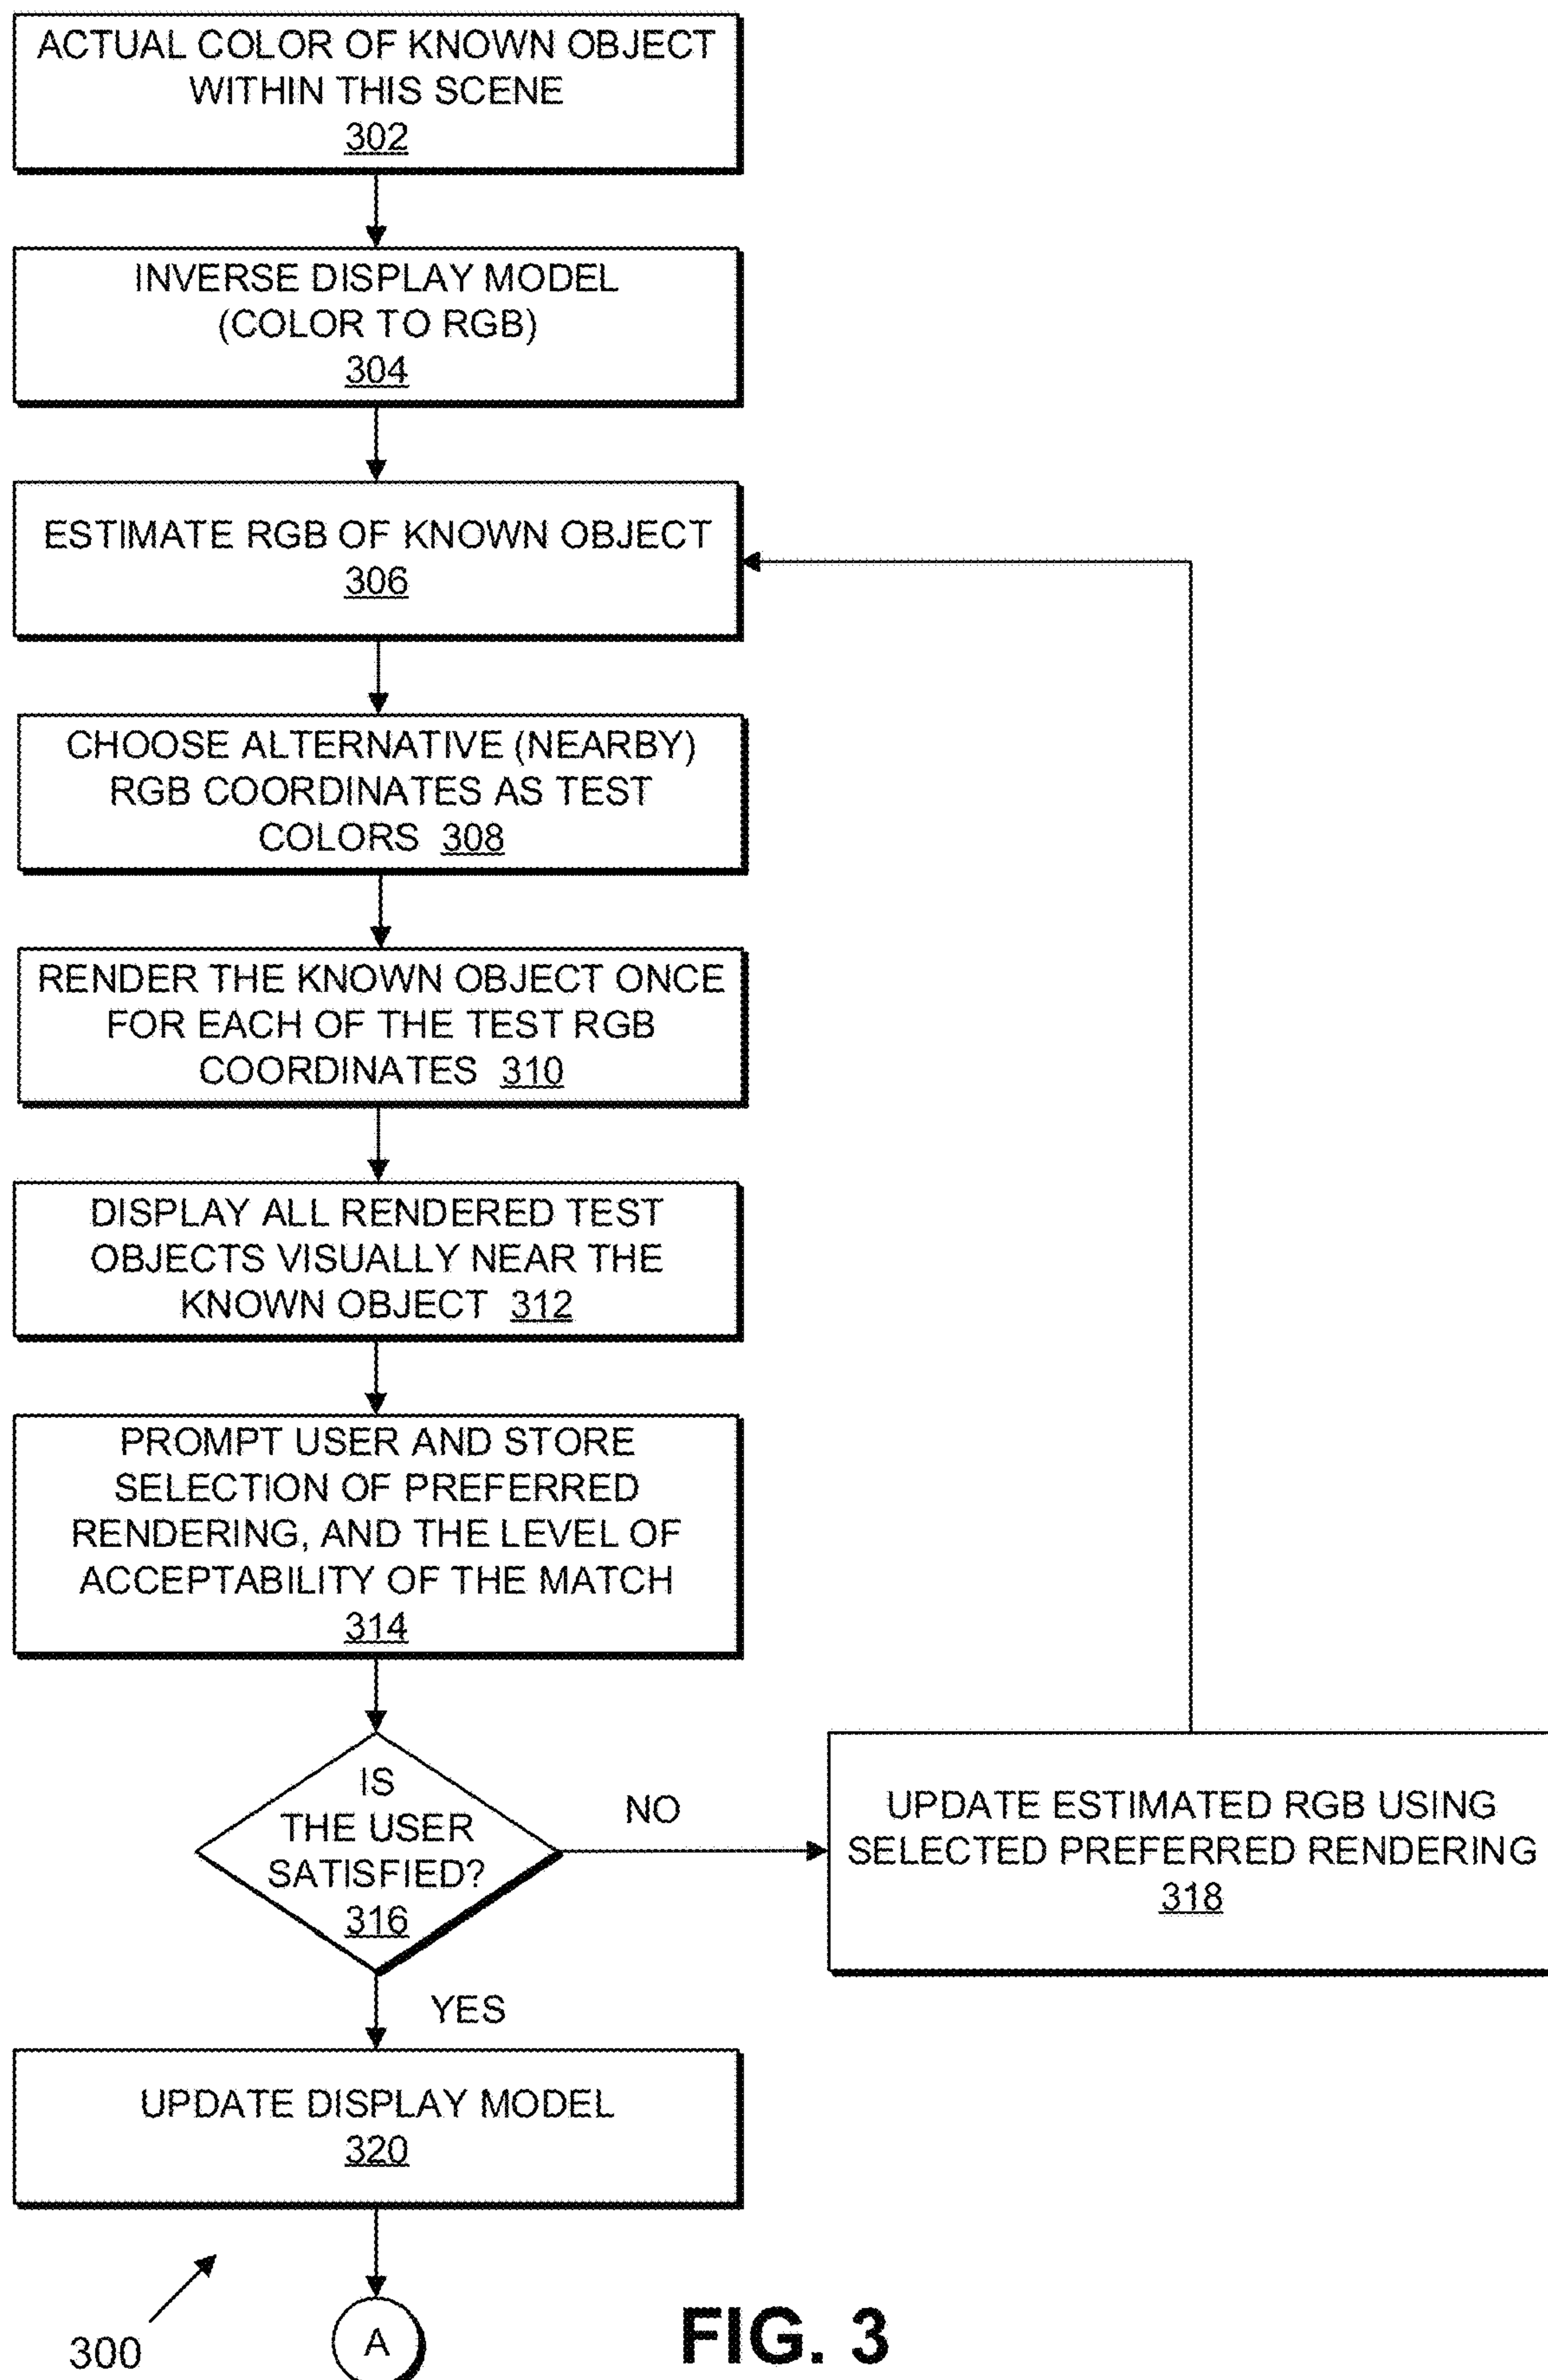 ACTUAL COLOR OF KNOWN OBJECT
WITHIN THIS SCENE
302
INVERSE DISPLAY MODEL
(COLOR TO RGB)
304
ESTIMATE RGB OF KNOWN OBJECT
306
CHOOSE ALTERNATIVE (NEARBY)
RGB COORDINATES AS TEST
COLORS 308
RENDER THE KNOWN OBJECT ONCE
FOR EACH OF THE TEST RGB
COORDINATES 310
DISPLAY ALL RENDERED TEST
OBJECTS VISUALLY NEAR THE
KNOWN OBJECT 312
PROMPT USER AND STORE
SELECTION OF PREFERRED
RENDERING, AND THE LEVEL OF
ACCEPTABILITY OF THE MATCH
314
IS
THE USER
SATISFIED?
316
NO
UPDATE ESTIMATED RGB USING
SELECTED PREFERRED RENDERING
318
YES
UPDATE DISPLAY MODEL
320
300
A
FIG. 3